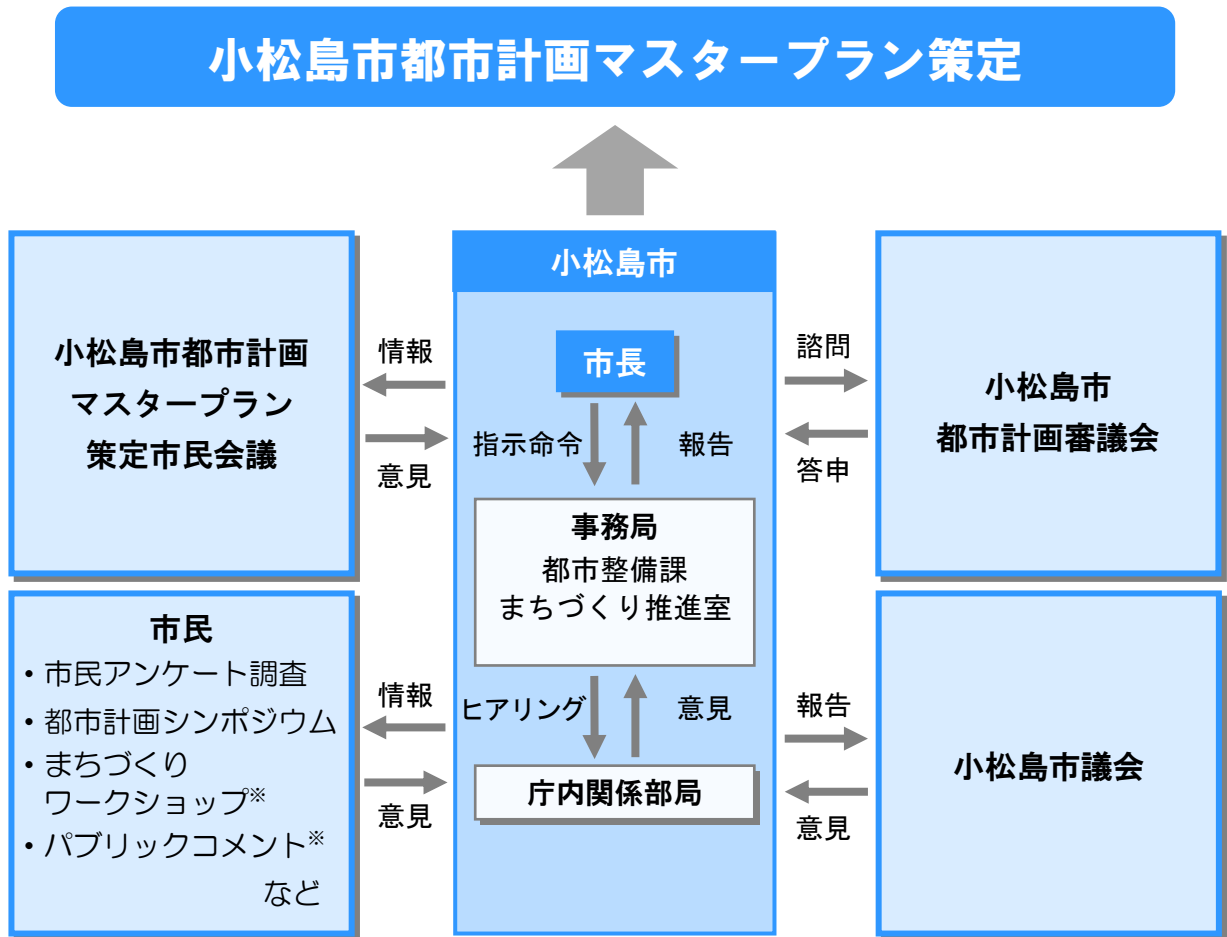 小松島市都市計画マスタープラン策定
小松島市都市計画
マスタープラン
策定市民会議
情報
意見
小松島市
市長
指示命令
報告
事務局
都市整備課
まちづくり推進室
ヒアリング
意見
庁内関係部局
諮問
答申
小松島市
都市計画審議会
市民
・市民アンケート調査
・都市計画シンポジウム
・まちづくり
ワークショップ※
・パブリックコメント※
など
情報
意見
報告
意見
小松島市議会